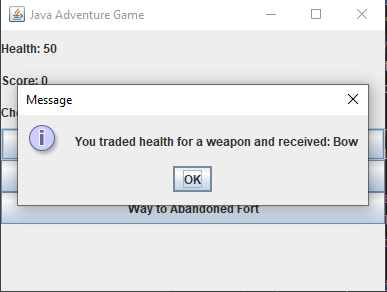 Java Adventure Game
Health: 50
Score: 0
Message
You traded health for a weapon and received: Bow
OK
Way to Abandoned Fort